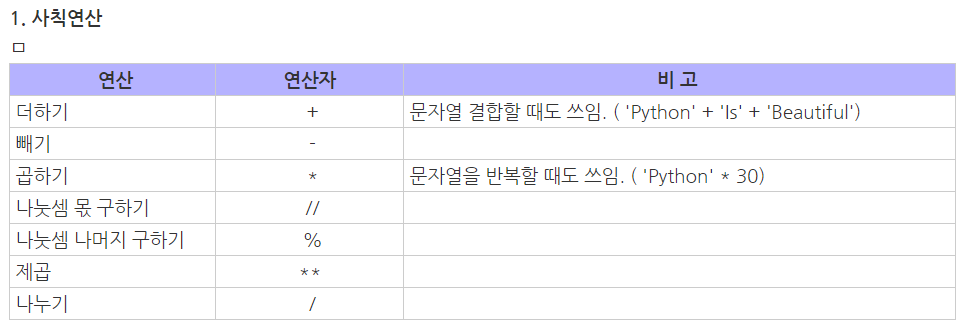 1. 사칙연산
ㅁ
연산 연산자 비 고
더하기 + 문자열 결합할 때도 쓰임. ( 'Python' + 'Is' + 'Beautiful')
빼기 -
곱하기 * 문자열을 반복할 때도 쓰임. ( 'Python' * 30)
나눗셈 몫 구하기 //
나눗셈 나머지 구하기 %
제곱 **
나누기 /